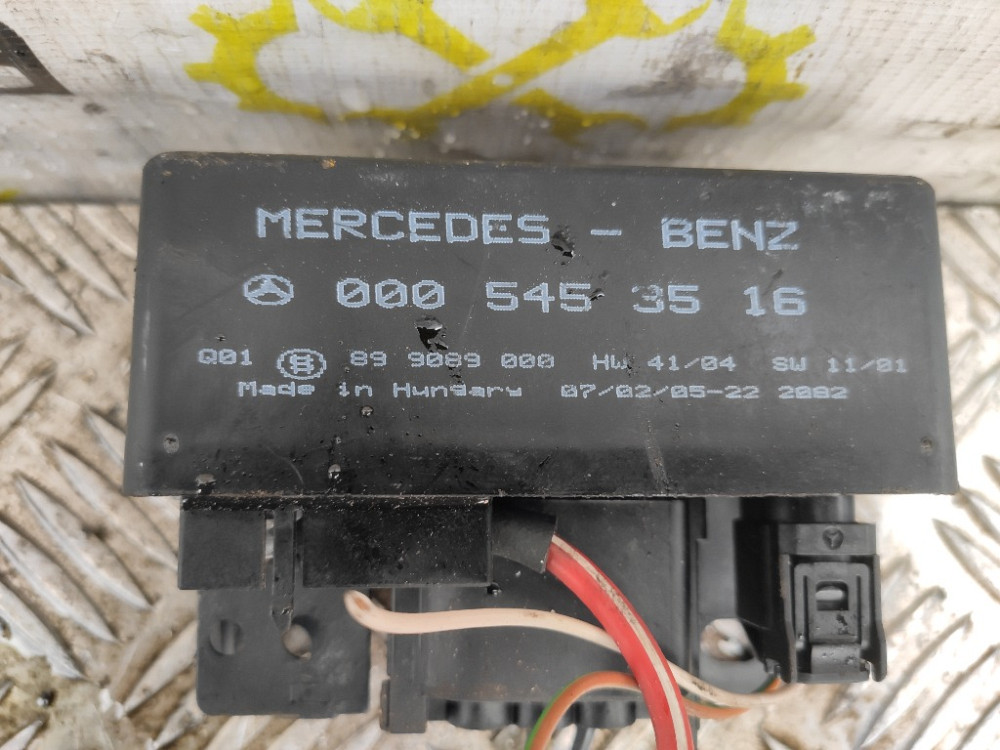 MERCEDES - BENZ
000 545 35 16
Q01 89 9089 000 HW 41/04 SW 11/01
Made in Hungary 07/02/05-22 2082